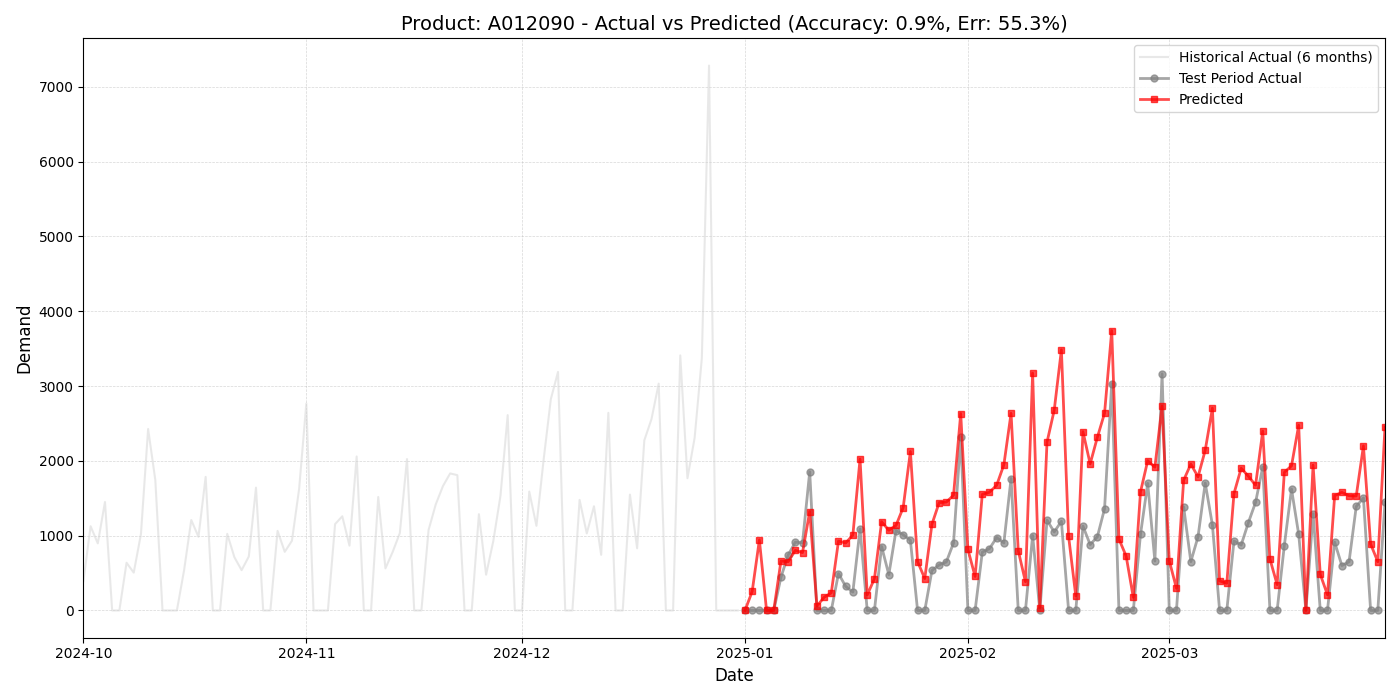 Product: A012090 - Actual vs Predicted (Accuracy: 0.9%, Err: 55.3%)
Historical Actual (6 months)
Test Period Actual
Predicted
Demand
7000
6000
5000
4000
3000
2000
1000
0
2024-10
2024-11
2024-12
2025-01
2025-02
2025-03
Date